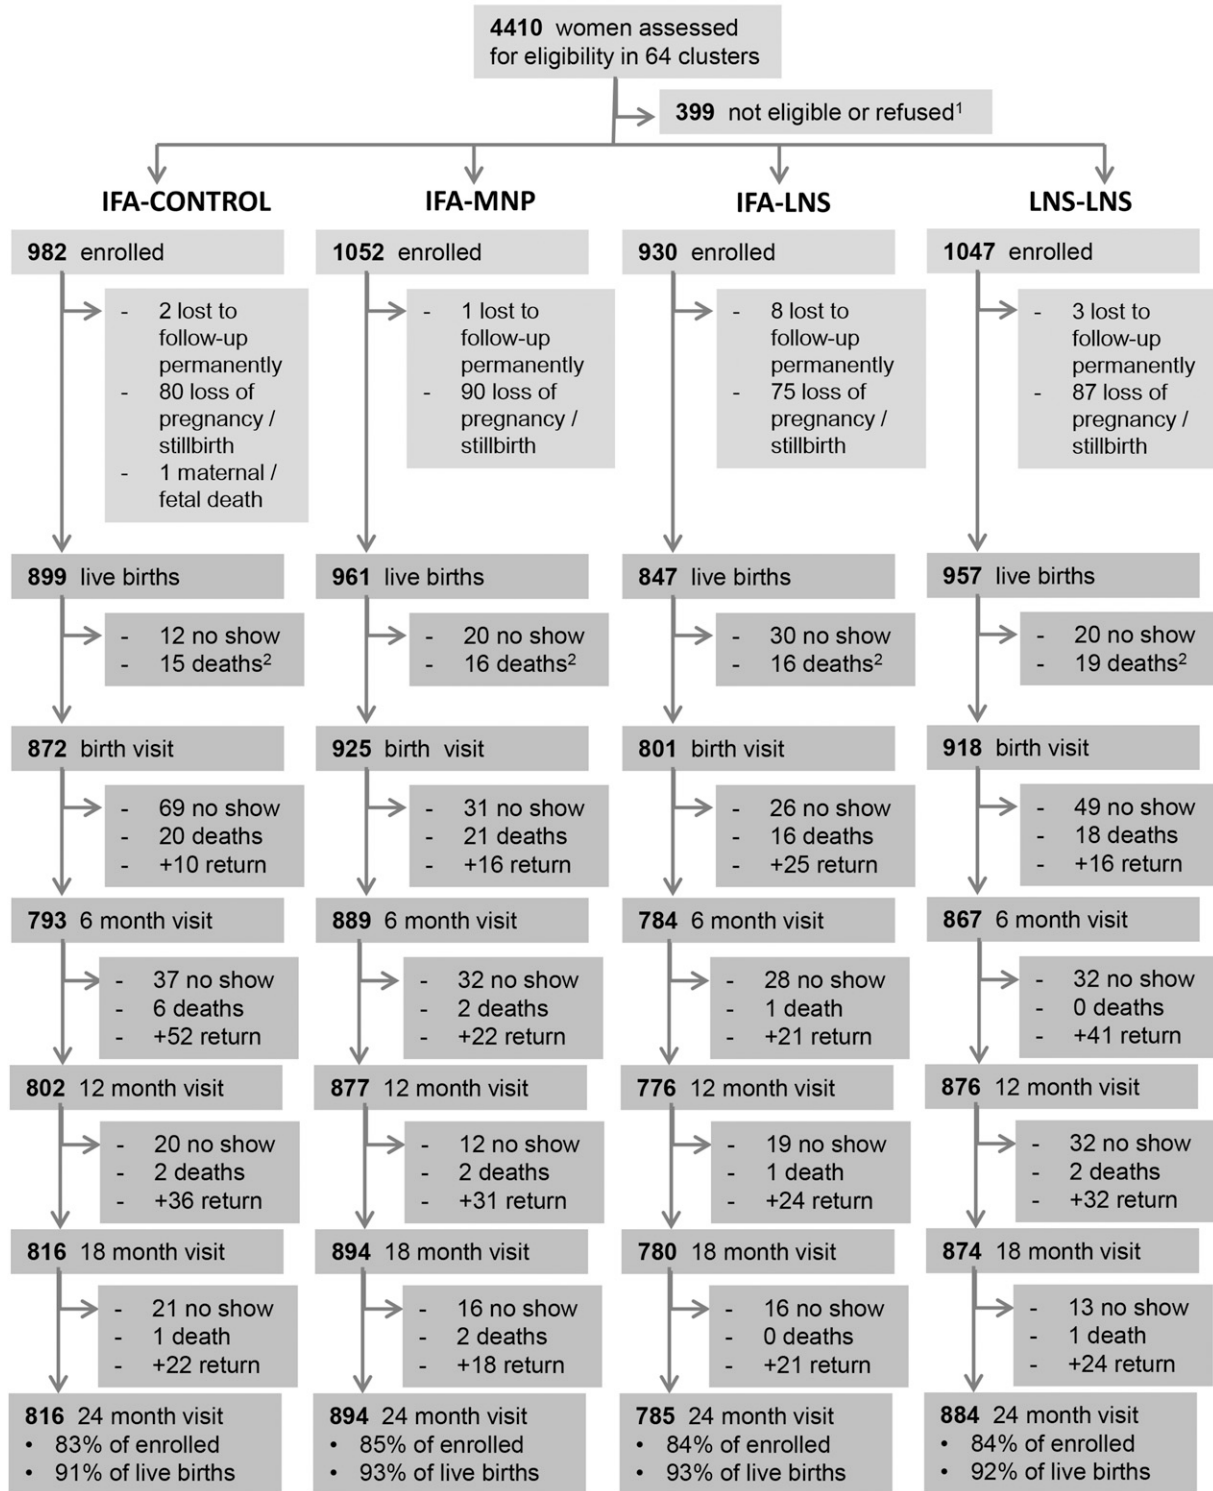 4410 women assessed
for eligibility in 64 clusters
399 not eligible or refused¹
IFA-CONTROL
982 enrolled
- 2 lost to
follow-up
permanently
- 80 loss of
pregnancy /
stillbirth
- 1 maternal /
fetal death
899 live births
- 12 no show
- 15 deaths²
872 birth visit
- 69 no show
- 20 deaths
- +10 return
793 6 month visit
- 37 no show
- 6 deaths
- +52 return
802 12 month visit
- 20 no show
- 2 deaths
- +36 return
816 18 month visit
- 21 no show
- 1 death
- +22 return
816 24 month visit
• 83% of enrolled
• 91% of live births
IFA-MNP
1052 enrolled
- 1 lost to
follow-up
permanently
- 90 loss of
pregnancy /
stillbirth
961 live births
- 20 no show
- 16 deaths²
925 birth visit
- 31 no show
- 21 deaths
- +16 return
889 6 month visit
- 32 no show
- 2 deaths
- +22 return
877 12 month visit
- 12 no show
- 2 deaths
- +31 return
894 18 month visit
- 16 no show
- 2 deaths
- +18 return
894 24 month visit
• 85% of enrolled
• 93% of live births
IFA-LNS
930 enrolled
- 8 lost to
follow-up
permanently
- 75 loss of
pregnancy /
stillbirth
847 live births
- 30 no show
- 16 deaths²
801 birth visit
- 26 no show
- 16 deaths
- +25 return
784 6 month visit
- 28 no show
- 1 death
- +21 return
776 12 month visit
- 19 no show
- 1 death
- +24 return
780 18 month visit
- 16 no show
- 0 deaths
- +21 return
785 24 month visit
• 84% of enrolled
• 93% of live births
LNS-LNS
1047 enrolled
- 3 lost to
follow-up
permanently
- 87 loss of
pregnancy /
stillbirth
957 live births
- 20 no show
- 19 deaths²
918 birth visit
- 49 no show
- 18 deaths
- +16 return
867 6 month visit
- 32 no show
- 0 deaths
- +41 return
876 12 month visit
- 32 no show
- 2 deaths
- +32 return
874 18 month visit
- 13 no show
- 1 death
- +24 return
884 24 month visit
• 84% of enrolled
• 92% of live births